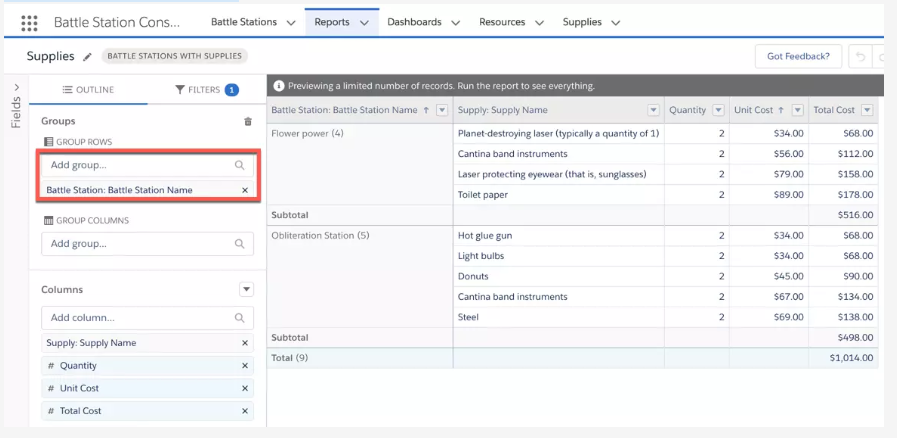 Battle Station Cons... Battle Stations Reports Dashboards Resources Supplies
Supplies BATTLE STATIONS WITH SUPPLIES Got Feedback?
Fields
OUTLINE FILTERS 1
Groups
GROUP ROWS
Add group...
Battle Station: Battle Station Name ×
GROUP COLUMNS
Add group...
Columns
Add column...
Supply: Supply Name ×
# Quantity ×
# Unit Cost ×
# Total Cost ×
Previewing a limited number of records. Run the report to see everything.
Battle Station: Battle Station Name ↑ Supply: Supply Name Quantity Unit Cost ↑ Total Cost
Flower power (4) Planet-destroying laser (typically a quantity of 1) 2 $34.00 $68.00
Cantina band instruments 2 $56.00 $112.00
Laser protecting eyewear (that is, sunglasses) 2 $79.00 $158.00
Toilet paper 2 $89.00 $178.00
Subtotal $516.00
Obliteration Station (5) Hot glue gun 2 $34.00 $68.00
Light bulbs 2 $34.00 $68.00
Donuts 2 $45.00 $90.00
Cantina band instruments 2 $67.00 $134.00
Steel 2 $69.00 $138.00
Subtotal $498.00
Total (9) $1,014.00